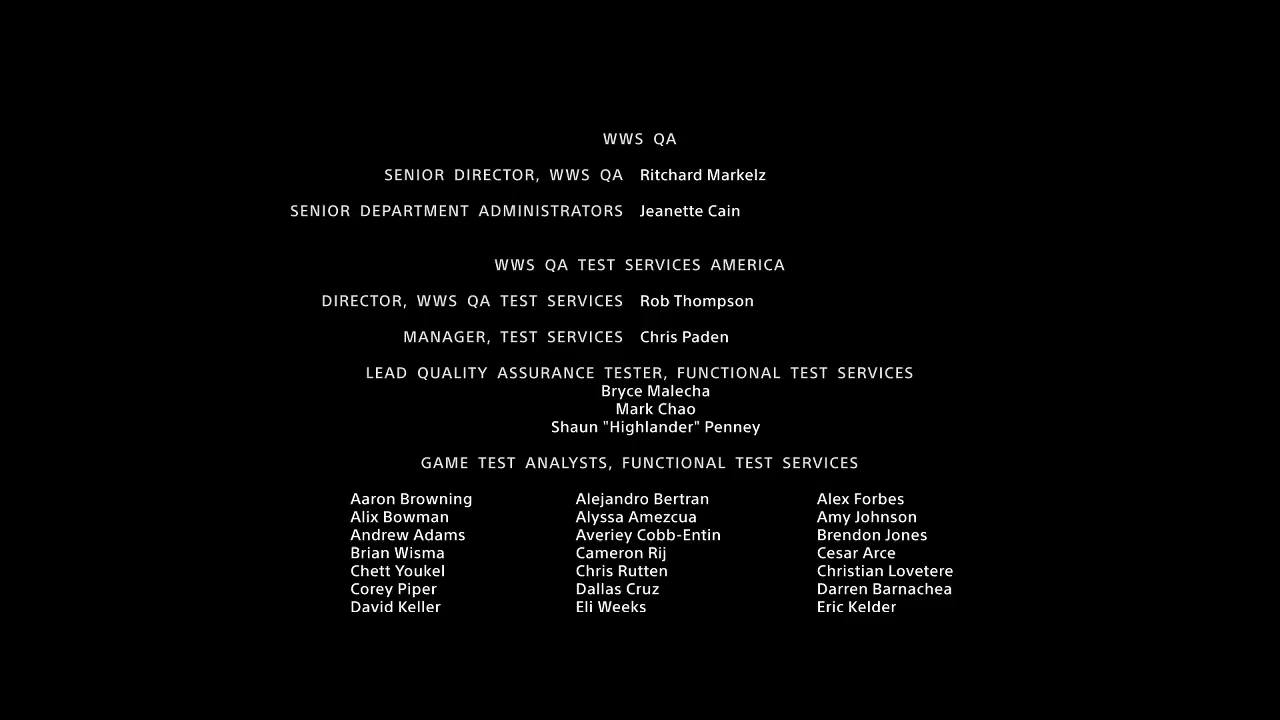 WWS QA
SENIOR DIRECTOR, WWS QA Ritchard Markelz
SENIOR DEPARTMENT ADMINISTRATORS Jeanette Cain
WWS QA TEST SERVICES AMERICA
DIRECTOR, WWS QA TEST SERVICES Rob Thompson
MANAGER, TEST SERVICES Chris Paden
LEAD QUALITY ASSURANCE TESTER, FUNCTIONAL TEST SERVICES
Bryce Malecha
Mark Chao
Shaun "Highlander" Penney
GAME TEST ANALYSTS, FUNCTIONAL TEST SERVICES
Aaron Browning Alejandro Bertran Alex Forbes
Alix Bowman Alyssa Amezcua Amy Johnson
Andrew Adams Averiey Cobb-Entin Brendon Jones
Brian Wisma Cameron Rij Cesar Arce
Chett Youkel Chris Rutten Christian Lovetere
Corey Piper Dallas Cruz Darren Barnachea
David Keller Eli Weeks Eric Kelder